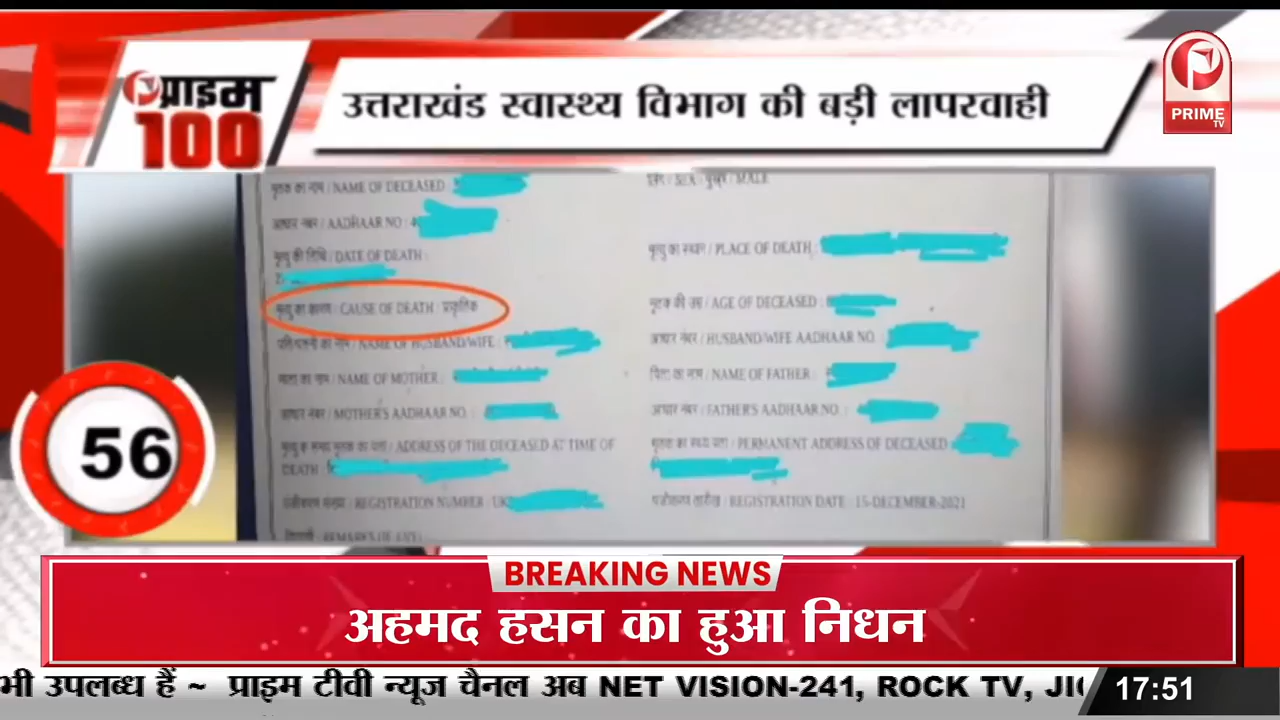 प्राइम
100
उत्तराखंड स्वास्थ्य विभाग की बड़ी लापरवाही
PRIME
TV
मृतक का नाम / NAME OF DECEASED :
लिंग / SEX : पुरुष / MALE
आधार नंबर / AADHAAR NO :
मृत्यु की तिथि / DATE OF DEATH :
मृत्यु का स्थान / PLACE OF DEATH :
मृत्यु का कारण / CAUSE OF DEATH : प्राकृतिक
मृतक की उम्र / AGE OF DECEASED :
पति/पत्नी का नाम / NAME OF HUSBAND/WIFE :
आधार नंबर / HUSBAND/WIFE AADHAAR NO. :
माता का नाम / NAME OF MOTHER :
पिता का नाम / NAME OF FATHER :
आधार नंबर / MOTHER'S AADHAAR NO. :
आधार नंबर / FATHER'S AADHAAR NO. :
मृत्यु के समय मृतक का पता / ADDRESS OF THE DECEASED AT TIME OF
DEATH :
/ PERMANENT ADDRESS OF DECEASED
पंजीकरण संख्या / REGISTRATION NUMBER : UK
पंजीकरण तारीख / REGISTRATION DATE : 15-DECEMBER-2021
56
BREAKING NEWS
अहमद हसन का हुआ निधन
भी उपलब्ध हैं ~ प्राइम टीवी न्यूज चैनल अब NET VISION-241, ROCK TV,
17:51